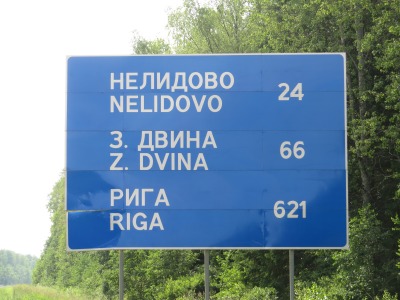 НЕЛИДОВО 24
NELIDOVO
З. ДВИНА 66
Z. DVINA
РИГА 621
RIGA